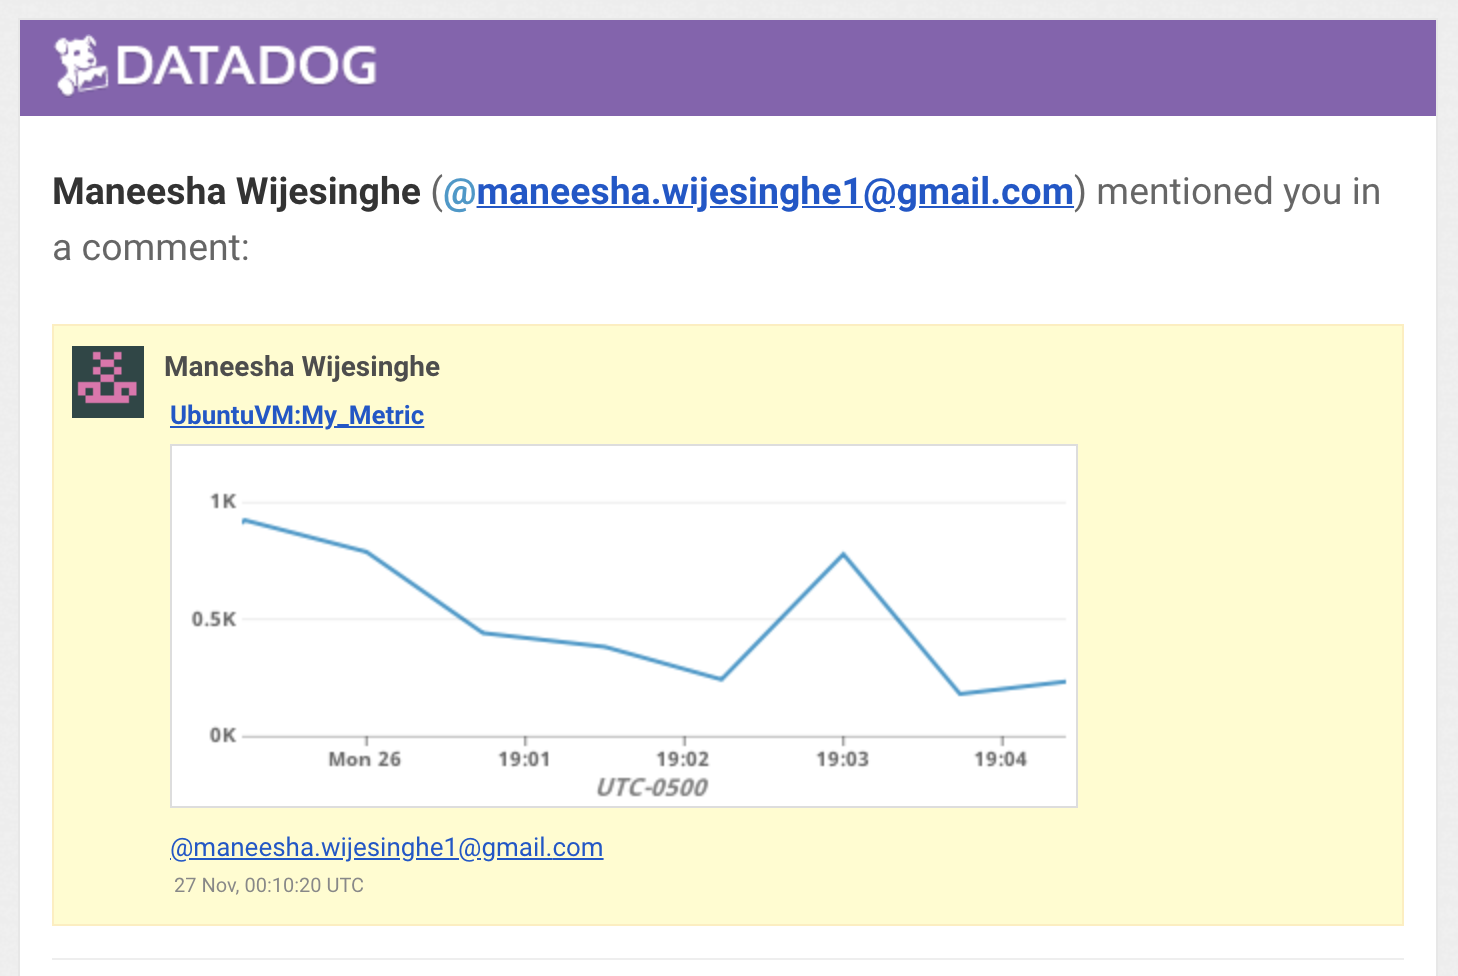 DATADOG
Maneesha Wijesinghe (@maneesha.wijesinghe1@gmail.com) mentioned you in
a comment:
Maneesha Wijesinghe
UbuntuVM:My_Metric
1K
0.5K
0K
Mon 26 19:01 19:02 19:03 19:04
UTC-0500
@maneesha.wijesinghe1@gmail.com
27 Nov, 00:10:20 UTC